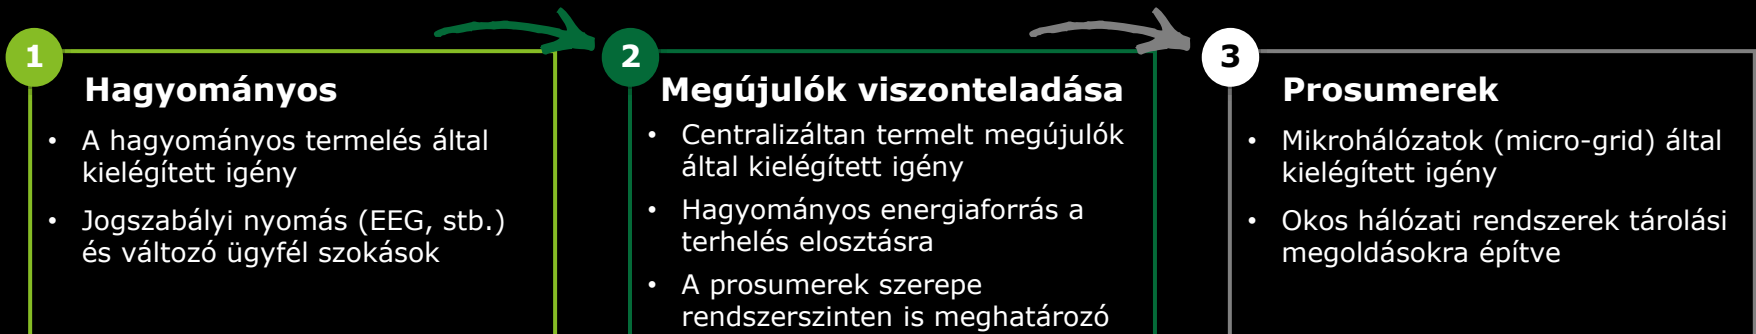 1
Hagyományos
• A hagyományos termelés által
kielégített igény
• Jogszabályi nyomás (EEG, stb.)
és változó ügyfél szokások
2
Megújulók viszonteladása
• Centralizáltan termelt megújulók
által kielégített igény
• Hagyományos energiaforrás a
terhelés elosztásra
• A prosumerek szerepe
rendszerszinten is meghatározó
3
Prosumerek
• Mikrohálózatok (micro-grid) által
kielégített igény
• Okos hálózati rendszerek tárolási
megoldásokra építve